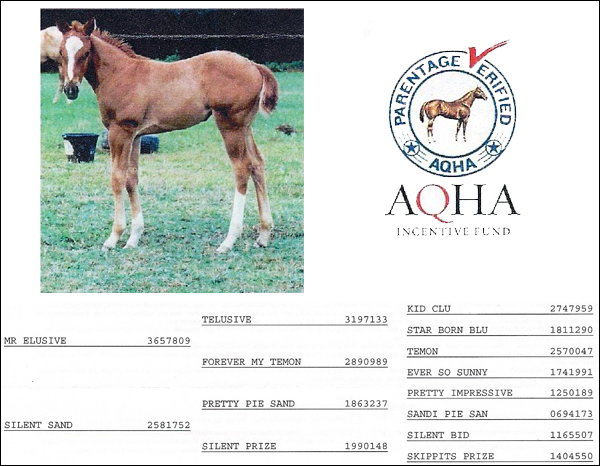 PARENTAGE VERIFIED
AQHA
AQHA
INCENTIVE FUND
MR ELUSIVE 3657809
SILENT SAND 2581752
TELUSIVE 3197133
FOREVER MY TEMON 2890989
PRETTY PIE SAND 1863237
SILENT PRIZE 1990148
KID CLU 2747959
STAR BORN BLU 1811290
TEMON 2570047
EVER SO SUNNY 1741991
PRETTY IMPRESSIVE 1250189
SANDI PIE SAN 0694173
SILENT BID 1165507
SKIPPITS PRIZE 1404550